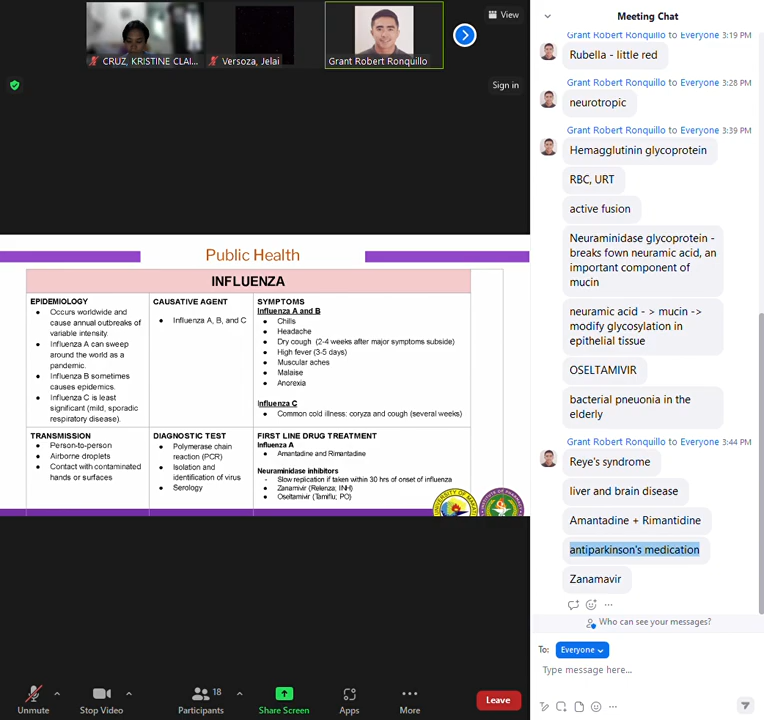 View
CRUZ, KRISTINE CLAI...
Versoza, Jelai
Grant Robert Ronquillo
Sign in
Public Health
INFLUENZA
EPIDEMIOLOGY
● Occurs worldwide and
cause annual outbreaks of
variable intensity.
● Influenza A can sweep
around the world as a
pandemic.
● Influenza B sometimes
causes epidemics.
● Influenza C is least
significant (mild, sporadic
respiratory disease).
CAUSATIVE AGENT
● Influenza A, B, and C
SYMPTOMS
Influenza A and B
● Chills
● Headache
● Dry cough (2-4 weeks after major symptoms subside)
● High fever (3-5 days)
● Muscular aches
● Malaise
● Anorexia
Influenza C
● Common cold illness: coryza and cough (several weeks)
TRANSMISSION
● Person-to-person
● Airborne droplets
● Contact with contaminated
hands or surfaces
DIAGNOSTIC TEST
● Polymerase chain
reaction (PCR)
● Isolation and
identification of virus
● Serology
FIRST LINE DRUG TREATMENT
Influenza A
● Amantadine and Rimantadine
Neuraminidase inhibitors
- Slow replication if taken within 30 hrs of onset of influenza
● Zanamivir (Relenza; INH)
● Oseltamivir (Tamiflu; PO)
Unmute
Stop Video
18
Participants
Share Screen
Apps
More
Leave
Meeting Chat
Grant Robert Ronquillo to Everyone 3:19 PM
Rubella - little red
Grant Robert Ronquillo to Everyone 3:28 PM
neurotropic
Grant Robert Ronquillo to Everyone 3:39 PM
Hemagglutinin glycoprotein
RBC, URT
active fusion
Neuraminidase glycoprotein -
breaks fown neuramic acid, an
important component of
mucin
neuramic acid - > mucin ->
modify glycosylation in
epithelial tissue
OSELTAMIVIR
bacterial pneuonia in the
elderly
Grant Robert Ronquillo to Everyone 3:44 PM
Reye's syndrome
liver and brain disease
Amantadine + Rimantidine
antiparkinson's medication
Zanamavir
Who can see your messages?
To: Everyone
Type message here...